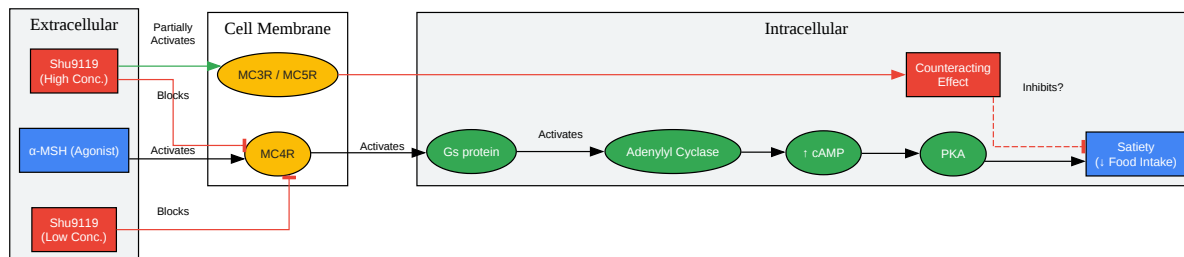 Extracellular
Cell Membrane
Intracellular
Partially
Activates
Shu9119
(High Conc.)
MC3R / MC5R
Counteracting
Effect
Inhibits?
Blocks
α-MSH (Agonist)
Activates
MC4R
Activates
Gs protein
Activates
Adenylyl Cyclase
↑ cAMP
PKA
Satiety
(↓ Food Intake)
Shu9119
(Low Conc.)
Blocks